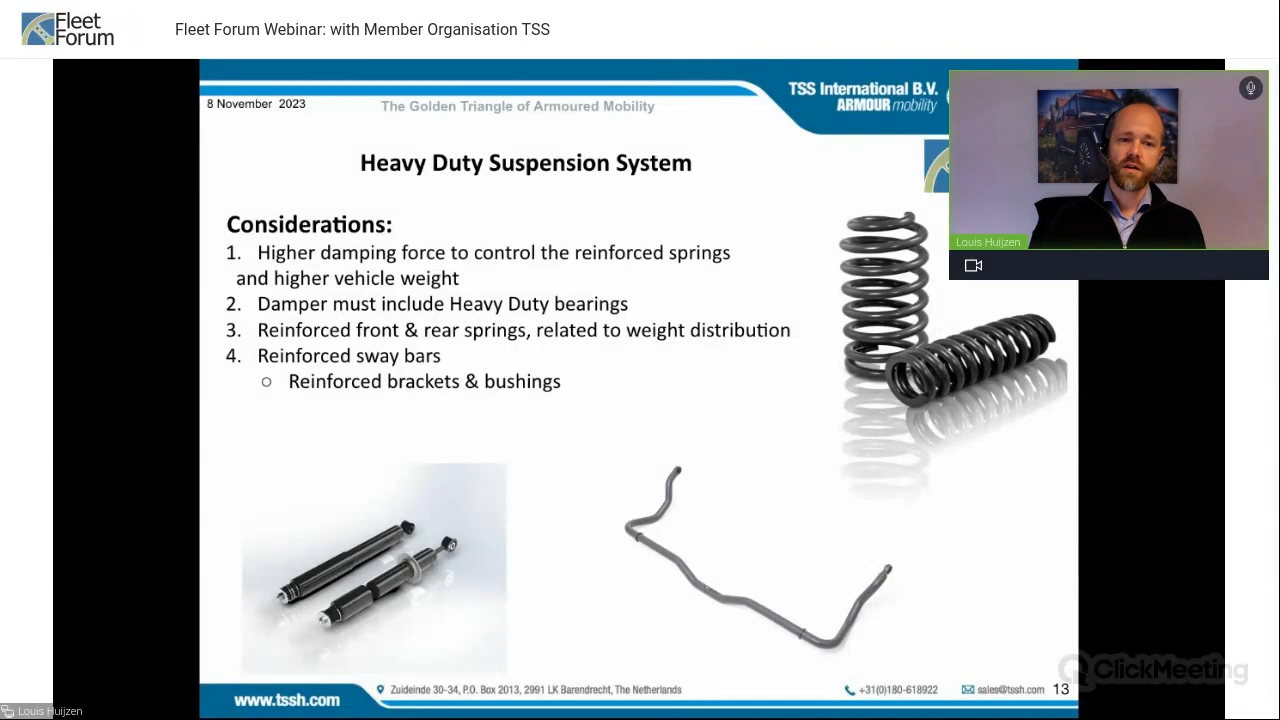 Fleet
Forum
Fleet Forum Webinar: with Member Organisation TSS
8 November 2023
The Golden Triangle of Armoured Mobility
TSS International B.V.
ARMOUR mobility
Heavy Duty Suspension System
Louis Huijzen
Considerations:
1. Higher damping force to control the reinforced springs
and higher vehicle weight
2. Damper must include Heavy Duty bearings
3. Reinforced front & rear springs, related to weight distribution
4. Reinforced sway bars
○ Reinforced brackets & bushings
ClickMeeting
www.tssh.com
Zuideinde 30-34, P.O. Box 2013, 2991 LK Barendrecht, The Netherlands
+31(0)180-618922
sales@tssh.com
13
Louis Huijzen